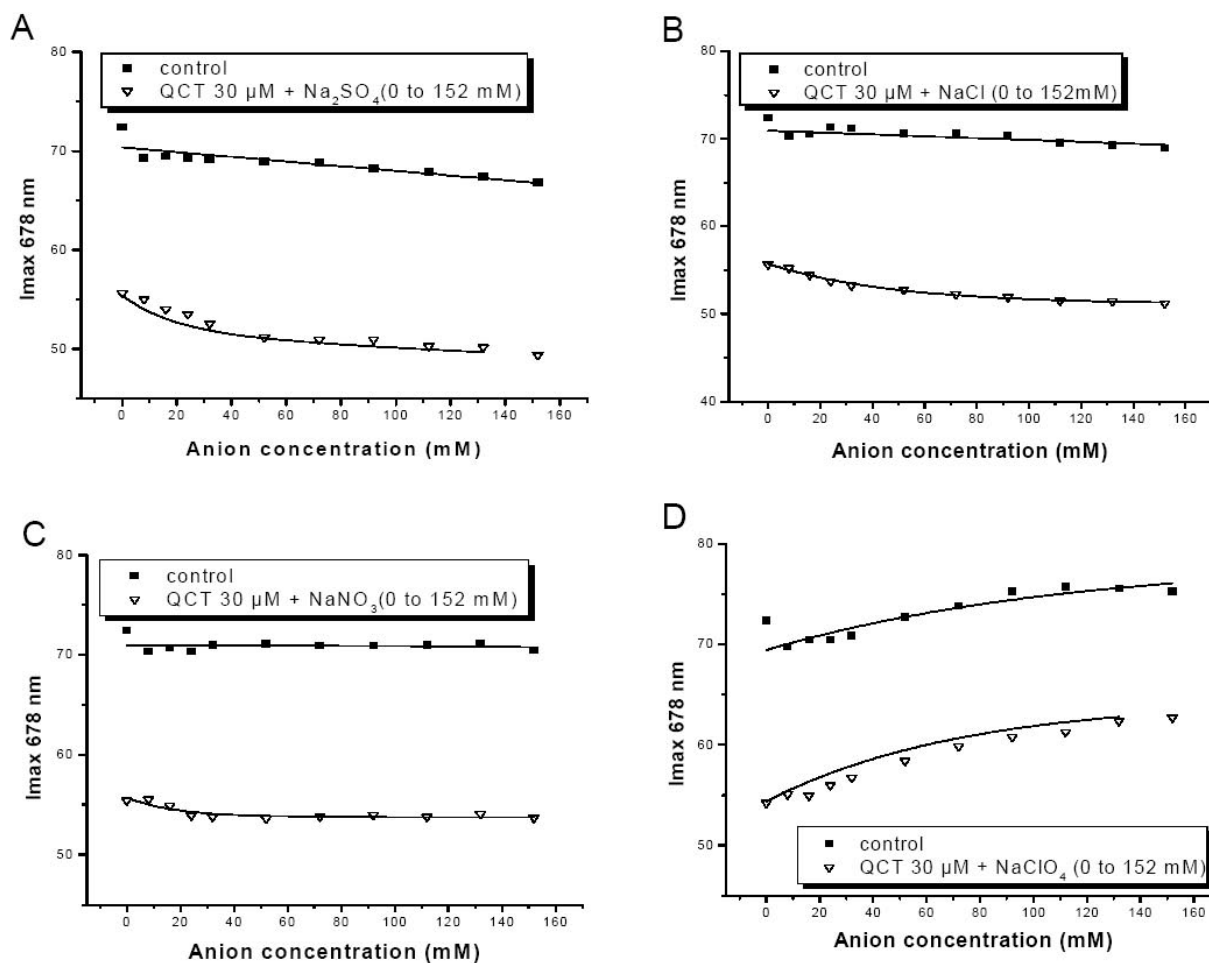 A
80
control
QCT 30 µM + Na₂SO₄(0 to 152 mM)
70
60
50
Imax 678 nm
0 20 40 60 80 100 120 140 160
Anion concentration (mM)
B
80
control
QCT 30 µM + NaCl (0 to 152mM)
70
60
50
40
Imax 678 nm
0 20 40 60 80 100 120 140 160
Anion concentration (mM)
C
80
control
QCT 30 µM + NaNO₃(0 to 152 mM)
70
60
50
Imax 678 nm
0 20 40 60 80 100 120 140 160
Anion concentration (mM)
D
80
70
60
50
Imax 678 nm
control
QCT 30 µM + NaClO₄ (0 to 152 mM)
0 20 40 60 80 100 120 140 160
Anion concentration (mM)